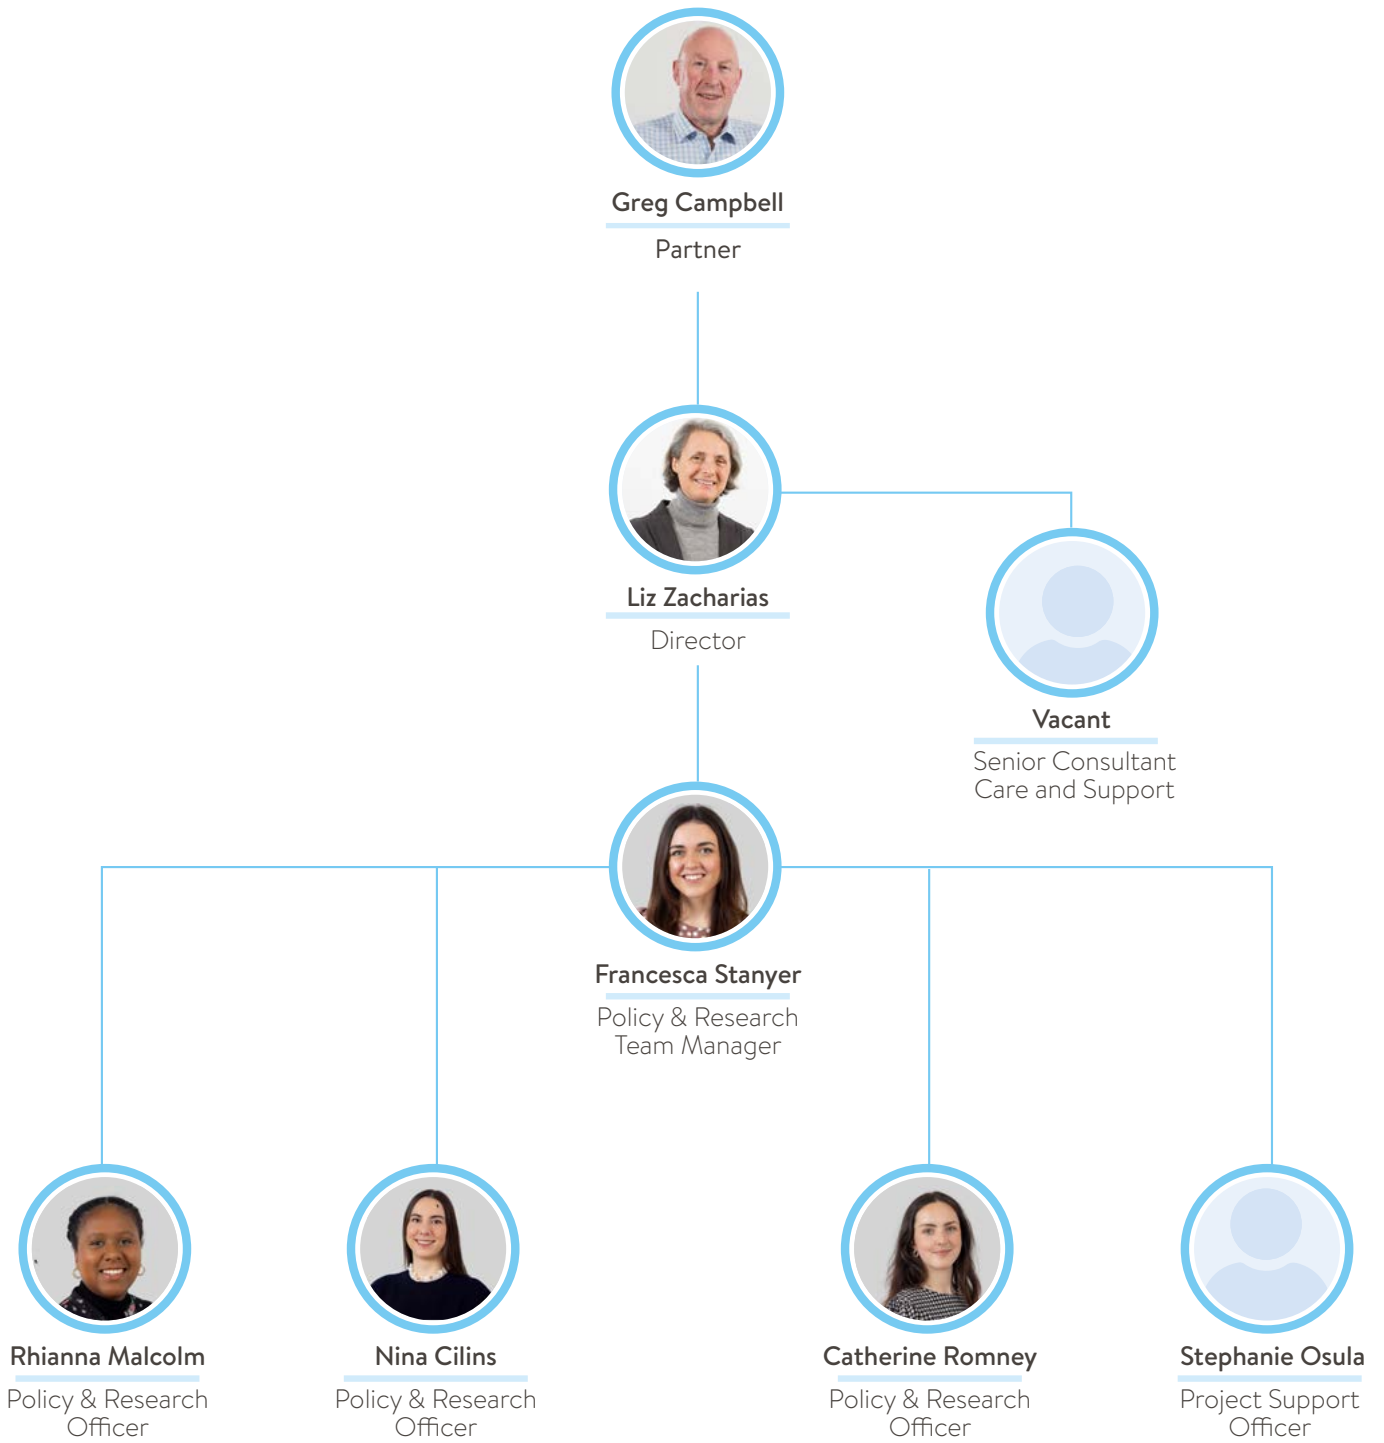 Greg Campbell
Partner
Liz Zacharias
Director
Vacant
Senior Consultant
Care and Support
Francesca Stanyer
Policy & Research
Team Manager
Rhianna Malcolm
Policy & Research
Officer
Nina Cilins
Policy & Research
Officer
Catherine Romney
Policy & Research
Officer
Stephanie Osula
Project Support
Officer